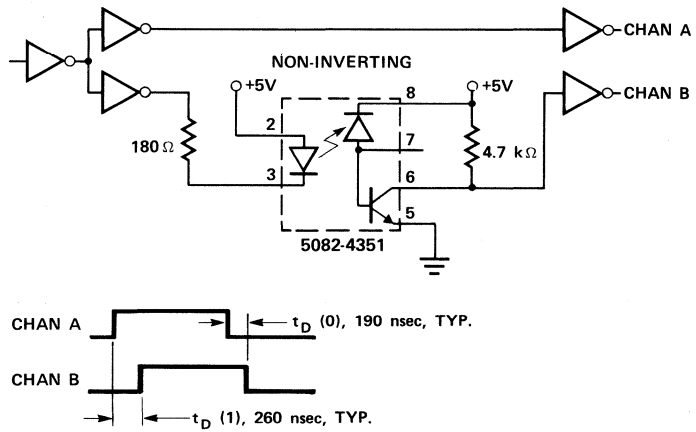 CHAN A
NON-INVERTING
+5V
8
+5V
CHAN B
2
180 Ω
7
4.7 kΩ
3
6
5
5082-4351
CHAN A
t_D (0), 190 nsec, TYP.
CHAN B
t_D (1), 260 nsec, TYP.